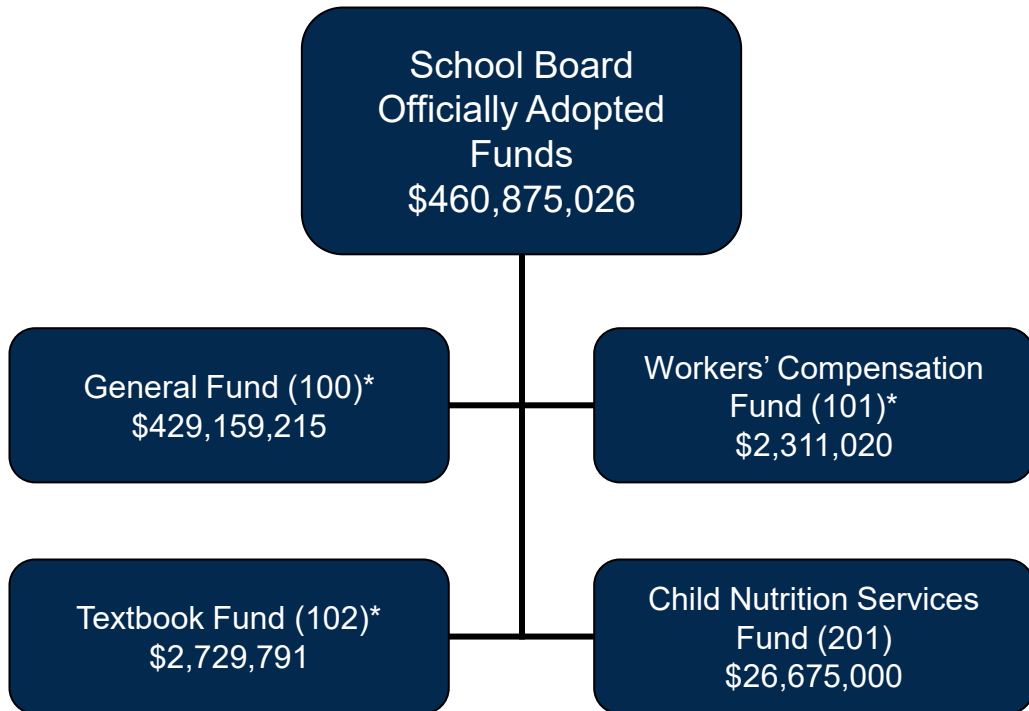 School Board
Officially Adopted
Funds
$460,875,026
General Fund (100)*
$429,159,215
Workers’ Compensation
Fund (101)*
$2,311,020
Textbook Fund (102)*
$2,729,791
Child Nutrition Services
Fund (201)
$26,675,000